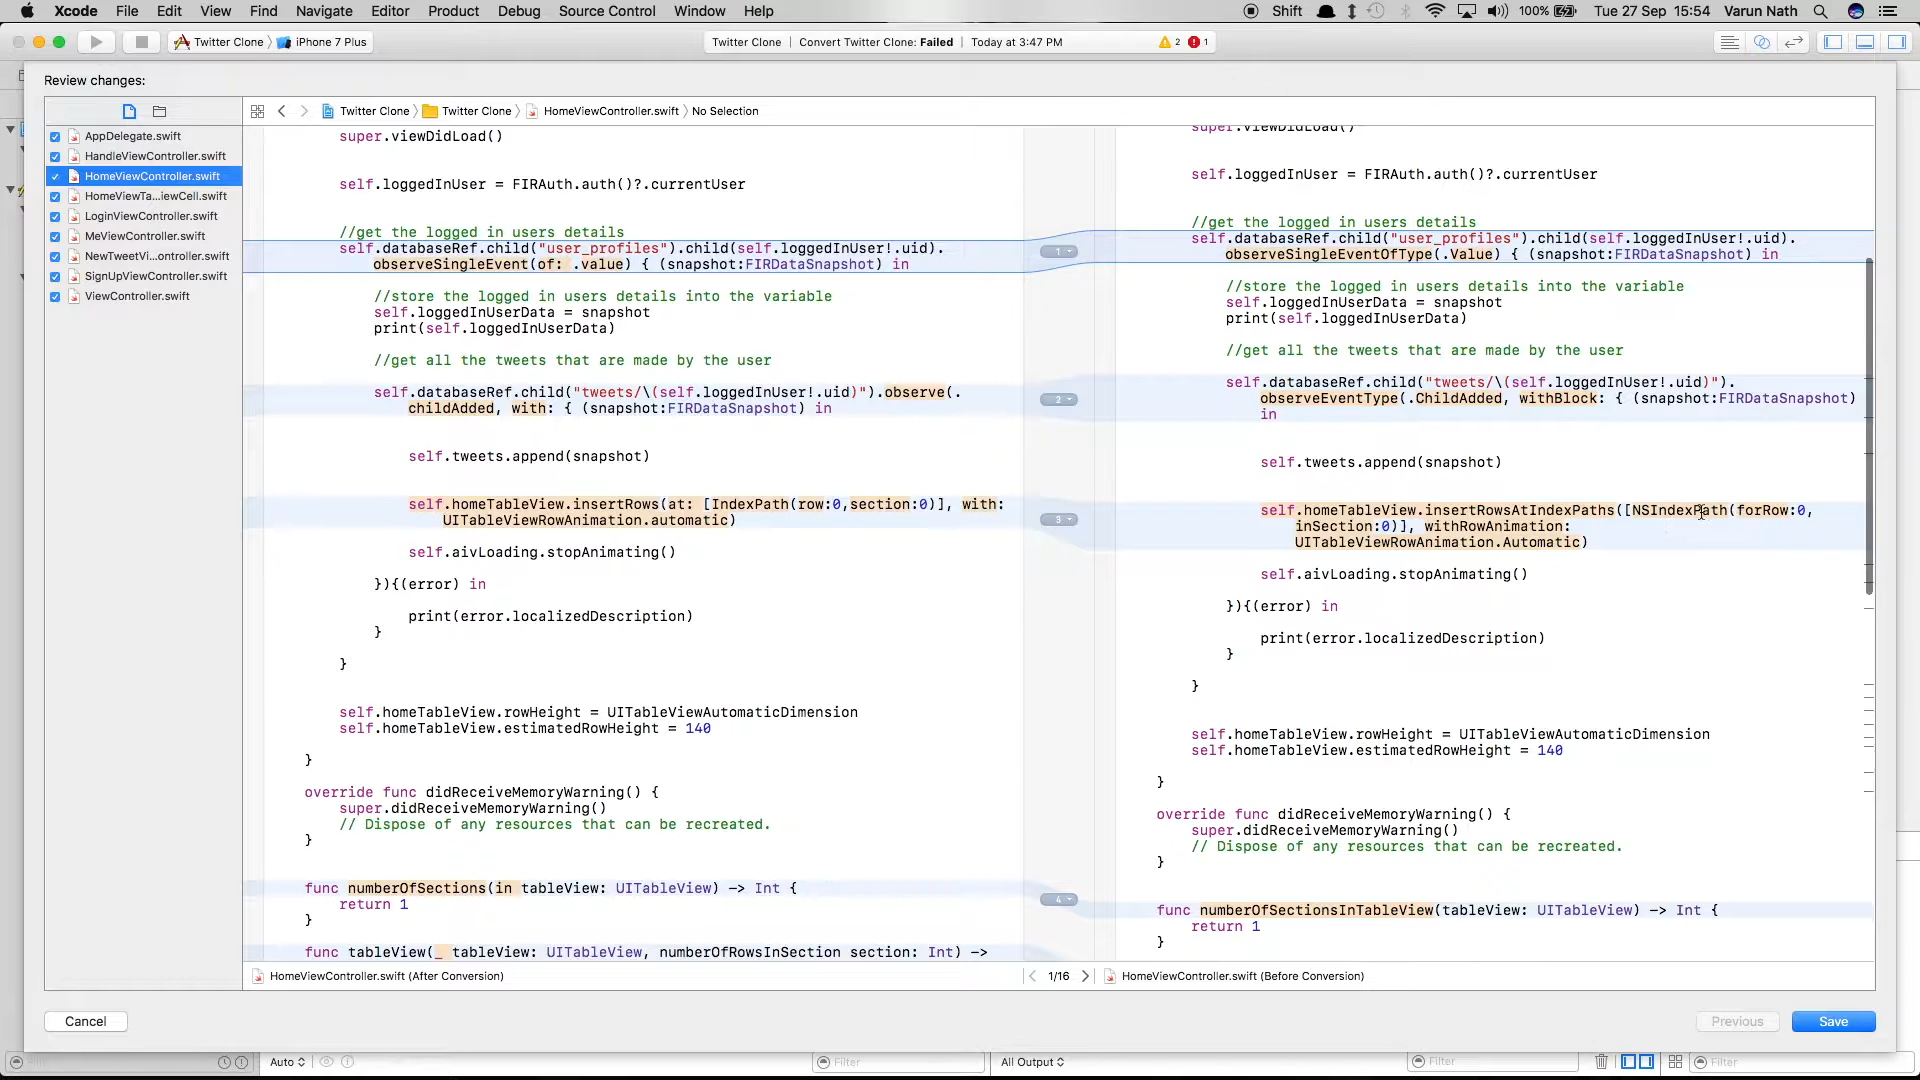 Xcode File Edit View Find Navigate Editor Product Debug Source Control Window Help Shift 100% Tue 27 Sep 15:54 Varun Nath
Twitter Clone iPhone 7 Plus Twitter Clone Convert Twitter Clone: Failed Today at 3:47 PM 2 1
Review changes:
Twitter Clone Twitter Clone HomeViewController.swift No Selection
AppDelegate.swift
HandleViewController.swift
HomeViewController.swift
HomeViewTa...iewCell.swift
LoginViewController.swift
MeViewController.swift
NewTweetVi...ontroller.swift
SignUpViewController.swift
ViewController.swift
super.viewDidLoad()
self.loggedInUser = FIRAuth.auth()?.currentUser
//get the logged in users details
self.databaseRef.child("user_profiles").child(self.loggedInUser!.uid).
observeSingleEvent(of: .value) { (snapshot:FIRDataSnapshot) in
//store the logged in users details into the variable
self.loggedInUserData = snapshot
print(self.loggedInUserData)
//get all the tweets that are made by the user
self.databaseRef.child("tweets/\(self.loggedInUser!.uid)").observe(.
childAdded, with: { (snapshot:FIRDataSnapshot) in
self.tweets.append(snapshot)
self.homeTableView.insertRows(at: [IndexPath(row:0,section:0)], with:
UITableViewRowAnimation.automatic)
self.aivLoading.stopAnimating()
}){(error) in
print(error.localizedDescription)
}
}
self.homeTableView.rowHeight = UITableViewAutomaticDimension
self.homeTableView.estimatedRowHeight = 140
}
override func didReceiveMemoryWarning() {
super.didReceiveMemoryWarning()
// Dispose of any resources that can be recreated.
}
func numberOfSections(in tableView: UITableView) -> Int {
return 1
}
func tableView(_ tableView: UITableView, numberOfRowsInSection section: Int) ->
1
2
3
4
super.viewDidLoad()
self.loggedInUser = FIRAuth.auth()?.currentUser
//get the logged in users details
self.databaseRef.child("user_profiles").child(self.loggedInUser!.uid).
observeSingleEventOfType(.Value) { (snapshot:FIRDataSnapshot) in
//store the logged in users details into the variable
self.loggedInUserData = snapshot
print(self.loggedInUserData)
//get all the tweets that are made by the user
self.databaseRef.child("tweets/\(self.loggedInUser!.uid)").
observeEventType(.ChildAdded, withBlock: { (snapshot:FIRDataSnapshot)
in
self.tweets.append(snapshot)
self.homeTableView.insertRowsAtIndexPaths([NSIndexPath(forRow:0,
inSection:0)], withRowAnimation:
UITableViewRowAnimation.Automatic)
self.aivLoading.stopAnimating()
}){(error) in
print(error.localizedDescription)
}
}
self.homeTableView.rowHeight = UITableViewAutomaticDimension
self.homeTableView.estimatedRowHeight = 140
}
override func didReceiveMemoryWarning() {
super.didReceiveMemoryWarning()
// Dispose of any resources that can be recreated.
}
func numberOfSectionsInTableView(tableView: UITableView) -> Int {
return 1
}
HomeViewController.swift (After Conversion) 1/16 HomeViewController.swift (Before Conversion)
Cancel Previous Save
Auto Filter All Output Filter Filter